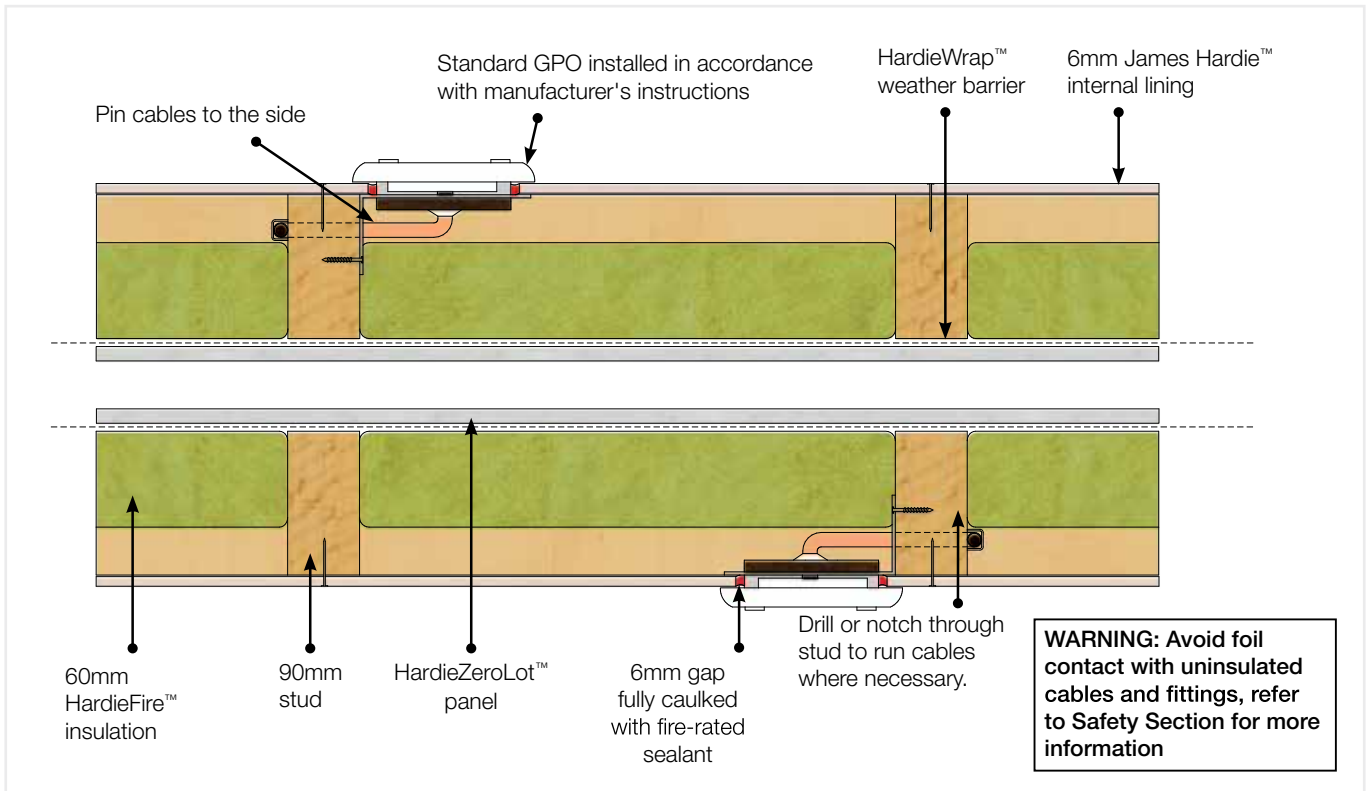 Standard GPO installed in accordance
with manufacturer's instructions
HardieWrap™
weather barrier
6mm James Hardie™
internal lining
Pin cables to the side
60mm
HardieFire™
insulation
90mm
stud
HardieZeroLot™
panel
6mm gap
fully caulked
with fire-rated
sealant
Drill or notch through
stud to run cables
where necessary.
WARNING: Avoid foil
contact with uninsulated
cables and fittings, refer
to Safety Section for more
information